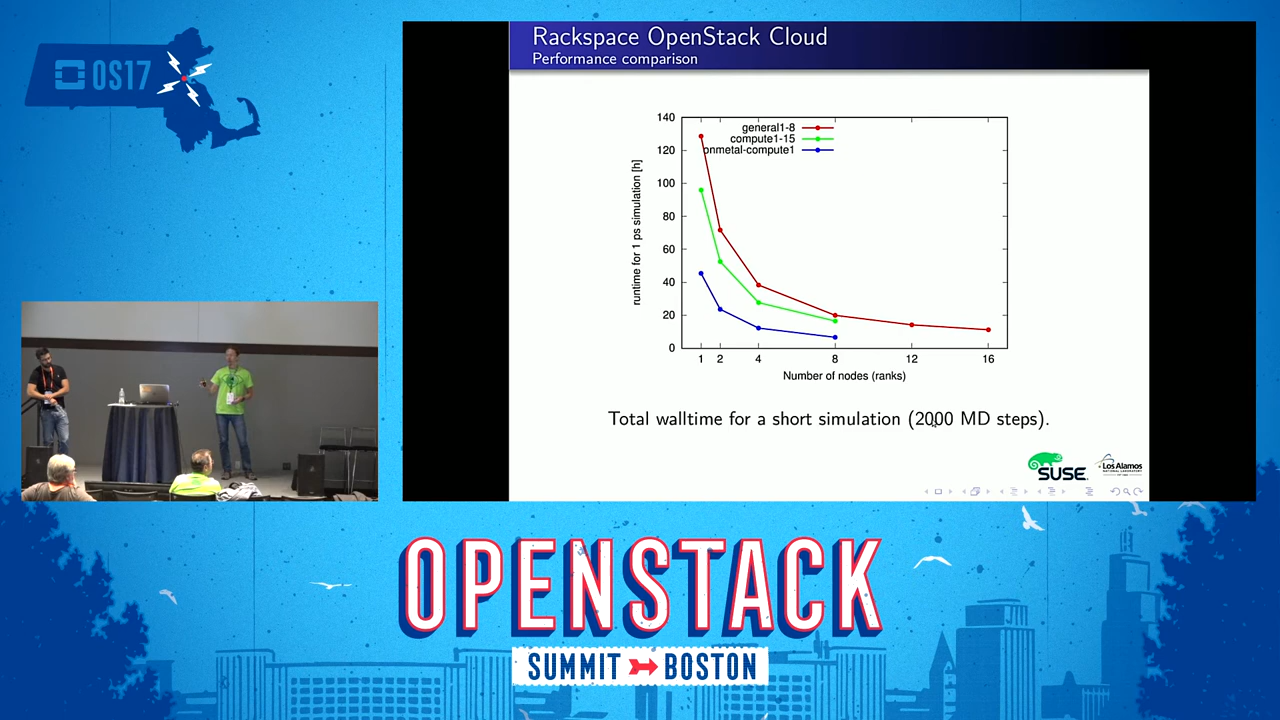 OS17
Rackspace OpenStack Cloud
Performance comparison
140
120
100
80
60
40
20
0
runtime for 1 ps simulation [h]
general1-8
compute1-15
onmetal-compute1
1 2 4 8 12 16
Number of nodes (ranks)
Total walltime for a short simulation (2000 MD steps).
SUSE
Los Alamos
OPENSTACK
SUMMIT BOSTON